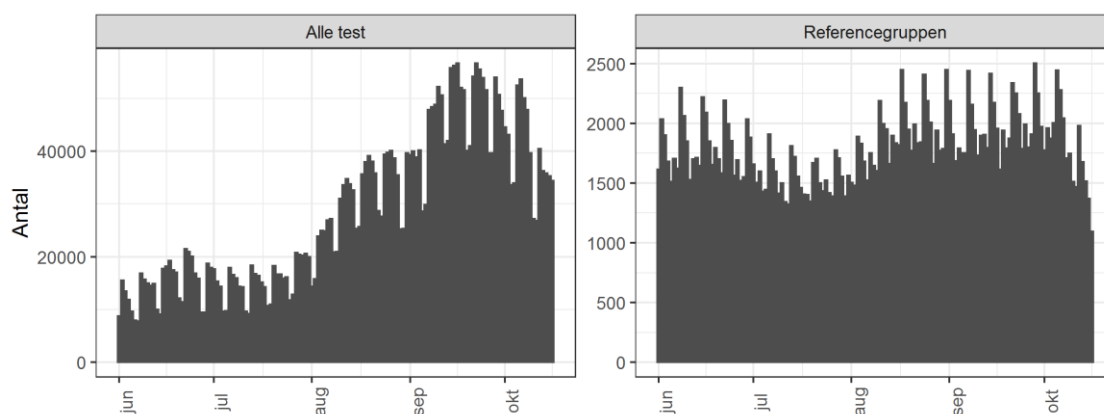 Alle test
Referencegruppen
Antal
40000
20000
0
jun
jul
aug
sep
okt
2500
2000
1500
1000
500
0
jun
jul
aug
sep
okt